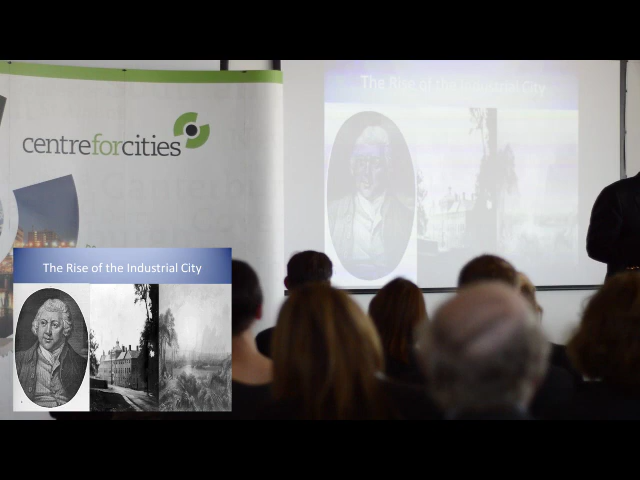 The Rise of the Industrial City
centreforcities
The Rise of the Industrial City